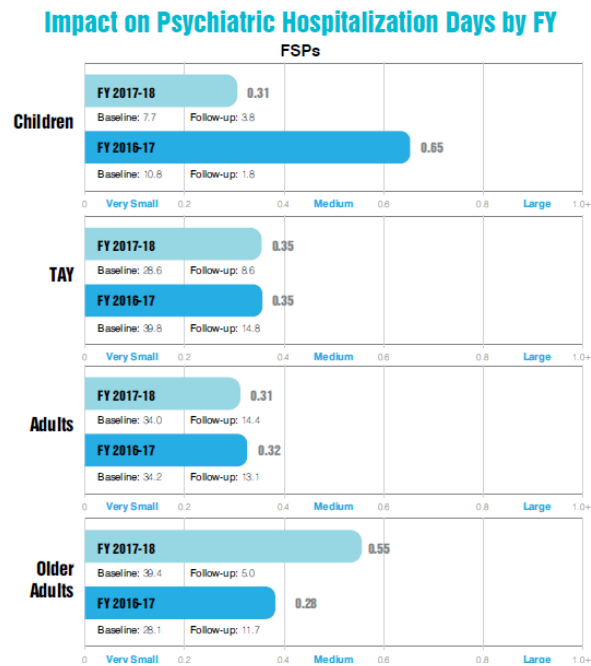 Impact on Psychiatric Hospitalization Days by FY
FSPs
Children
FY 2017-18 0.31
Baseline: 7.7 Follow-up: 3.8
FY 2016-17 0.65
Baseline: 10.8 Follow-up: 1.8
0 Very Small 0.2 0.4 Medium 0.6 0.8 Large 1.0+
TAY
FY 2017-18 0.35
Baseline: 28.6 Follow-up: 8.6
FY 2016-17 0.35
Baseline: 39.8 Follow-up: 14.8
0 Very Small 0.2 0.4 Medium 0.6 0.8 Large 1.0+
Adults
FY 2017-18 0.31
Baseline: 34.0 Follow-up: 14.4
FY 2016-17 0.32
Baseline: 34.2 Follow-up: 13.1
0 Very Small 0.2 0.4 Medium 0.6 0.8 Large 1.0+
Older
Adults
FY 2017-18 0.55
Baseline: 39.4 Follow-up: 5.0
FY 2016-17 0.28
Baseline: 28.1 Follow-up: 11.7
0 Very Small 0.2 0.4 Medium 0.6 0.8 Large 1.0+